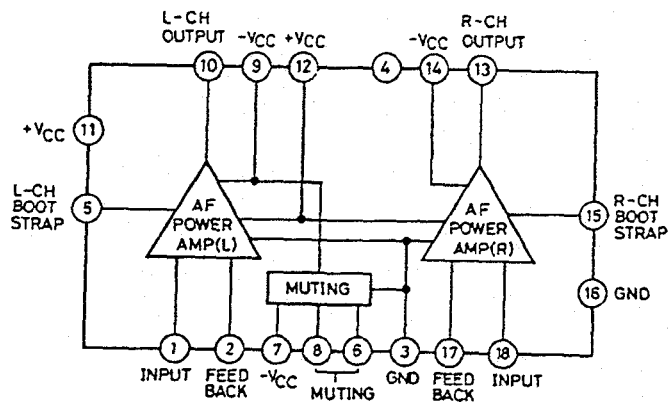 L-CH
OUTPUT
-VCC
+VCC
-VCC
R-CH
OUTPUT
10
9
12
4
14
13
+VCC
11
L-CH
BOOT
STRAP
5
AF
POWER
AMP(L)
AF
POWER
AMP(R)
15
R-CH
BOOT
STRAP
MUTING
16
GND
1
2
7
8
6
3
17
18
INPUT
FEED
BACK
-VCC
MUTING
GND
FEED
BACK
INPUT